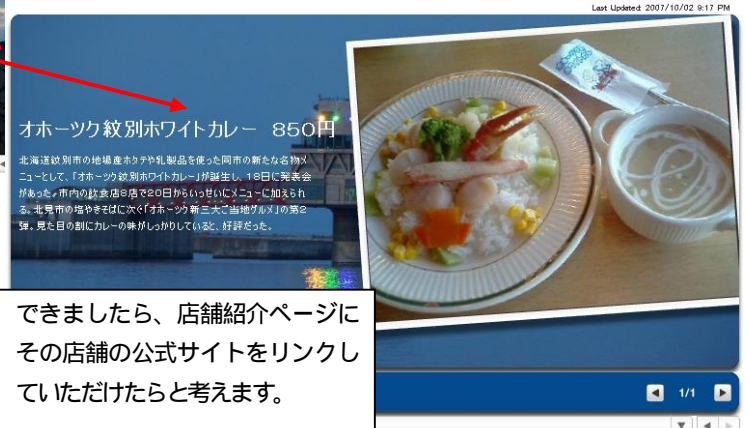 Last Updated: 2007/10/02 9:17 PM
オホーツク紋別ホワイトカレー 850円
北海道紋別市の地場産ホタテや乳製品を使った同市の新たな名物メ
ニューとして、「オホーツク紋別ホワイトカレー」が誕生し、18日に発表会
があった。市内の飲食店8店で20日からいっせいにメニューに加えられ
る。北見市の塩やきそばに次ぐ「オホーツク新三大ご当地グルメ」の第2
弾。見た目の割にカレーの味がしっかりしていると、好評だった。
できましたら、店舗紹介ページに
その店舗の公式サイトをリンクし
ていただけたらと考えます。
1/1